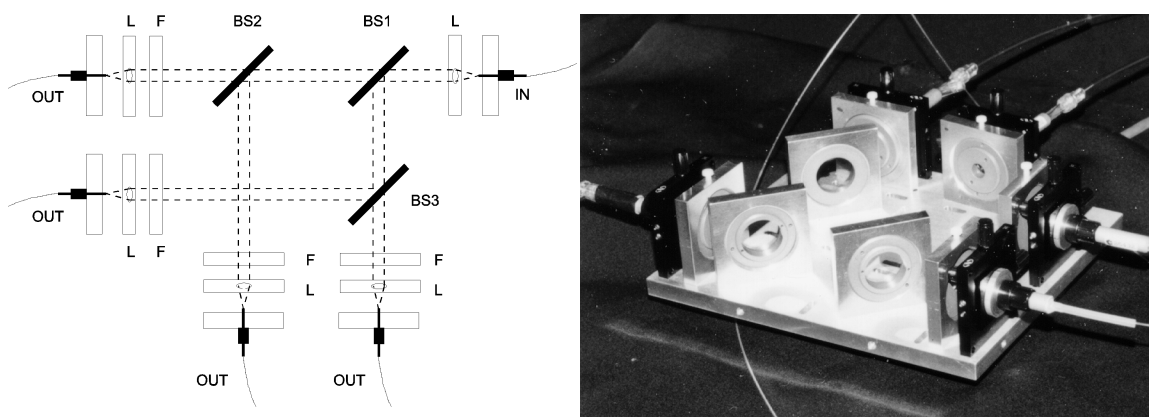 L F BS2 BS1 L
OUT IN
OUT BS3
L F
F F
L L
OUT OUT